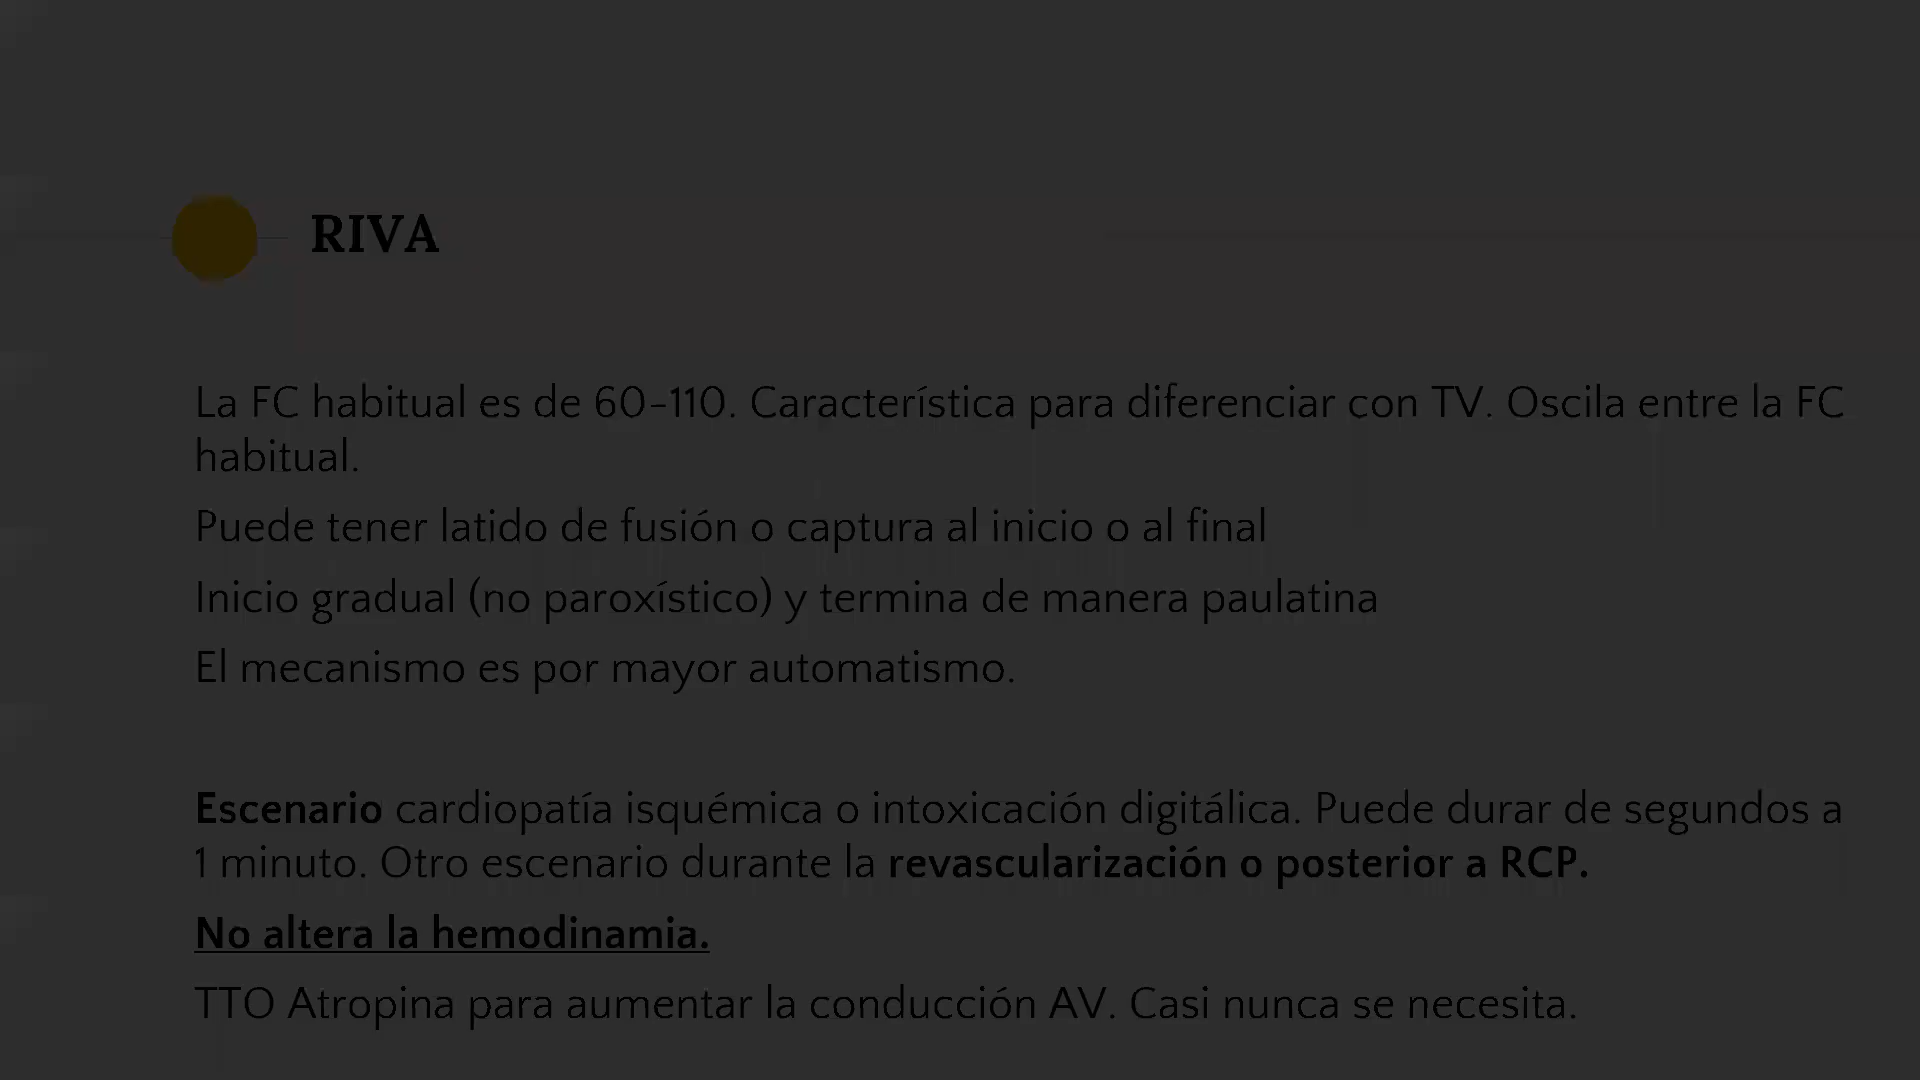 RIVA
La FC habitual es de 60-110. Característica para diferenciar con TV. Oscila entre la FC
habitual.
Puede tener latido de fusión o captura al inicio o al final
Inicio gradual (no paroxístico) y termina de manera paulatina
El mecanismo es por mayor automatismo.
Escenario cardiopatía isquémica o intoxicación digitálica. Puede durar de segundos a
1 minuto. Otro escenario durante la revascularización o posterior a RCP.
No altera la hemodinamia.
TTO Atropina para aumentar la conducción AV. Casi nunca se necesita.